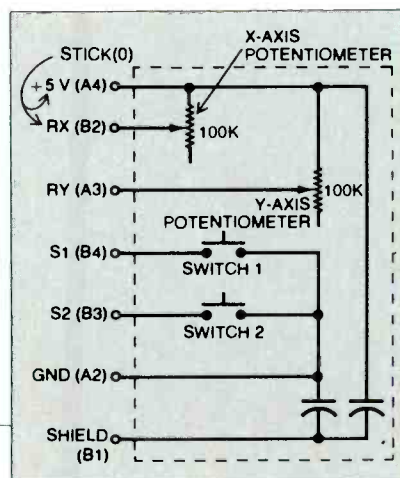 X-AXIS
POTENTIOMETER
STICK(0)
+5 V (A4)
RX (B2)
100K
RY (A3)
100K
Y-AXIS
POTENTIOMETER
S1 (B4)
SWITCH 1
S2 (B3)
SWITCH 2
GND (A2)
SHIELD
(B1)